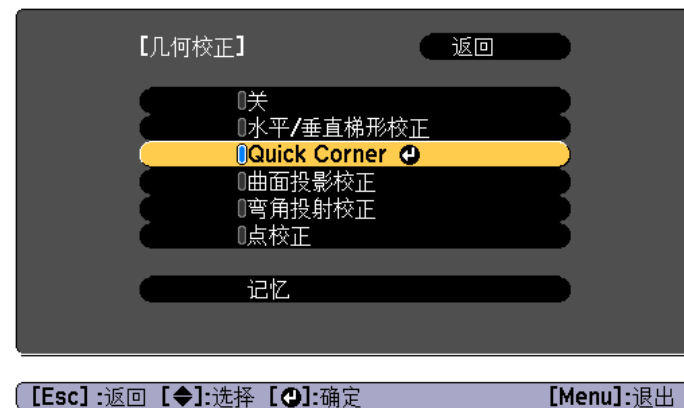 【几何校正】 返回
关
水平/垂直梯形校正
Quick Corner
曲面投影校正
弯角投射校正
点校正
记忆
[Esc]:返回 [◆]:选择 [↵]:确定 [Menu]:退出